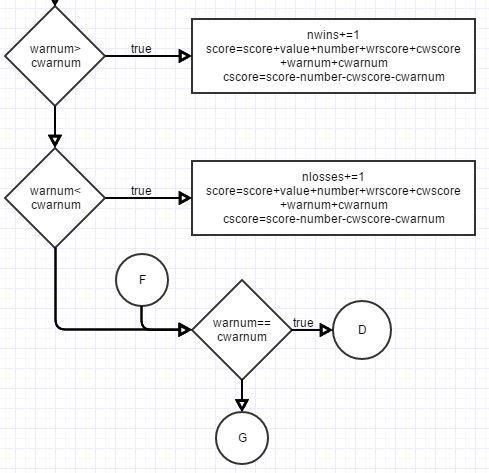 warnum>
cwarnum
true
nwins+=1
score=score+value+number+wrscore+cwscore
+warnum+cwarnum
cscore=score-number-cwscore-cwarnum
warnum<
cwarnum
true
nlosses+=1
score=score+value+number+wrscore+cwscore
+warnum+cwarnum
cscore=score-number-cwscore-cwarnum
F
warnum==
cwarnum
true
D
G